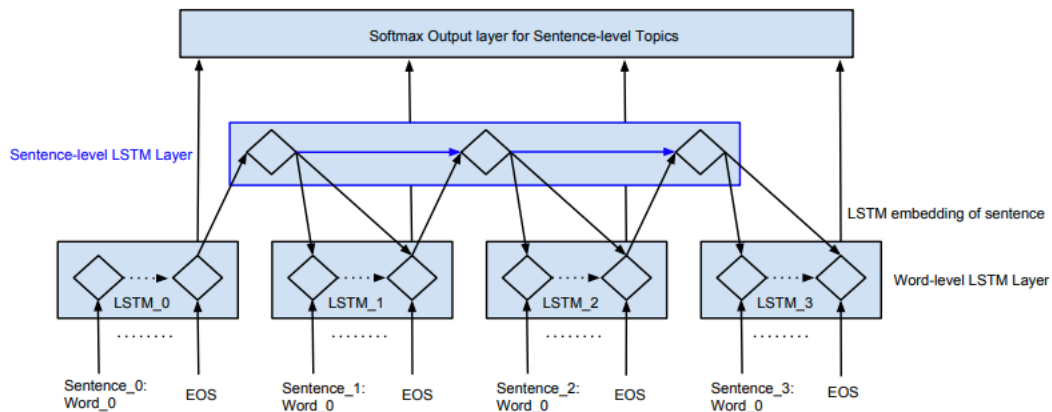 Softmax Output layer for Sentence-level Topics
Sentence-level LSTM Layer
LSTM embedding of sentence
Word-level LSTM Layer
LSTM_0
LSTM_1
LSTM_2
LSTM_3
Sentence_0:
Word_0
EOS
Sentence_1:
Word_0
EOS
Sentence_2:
Word_0
EOS
Sentence_3:
Word_0
EOS